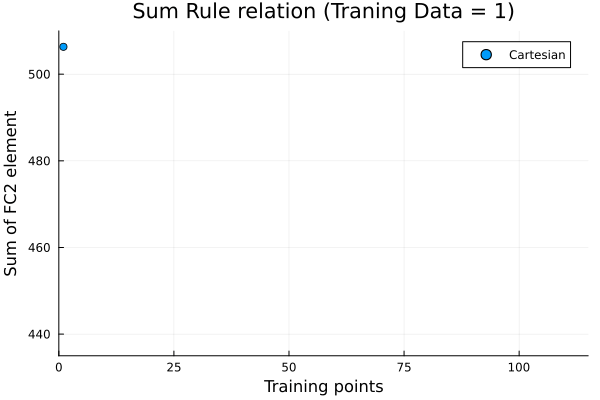 Sum Rule relation (Traning Data = 1)
Cartesian
Sum of FC2 element
500
480
460
440
0 25 50 75 100
Training points